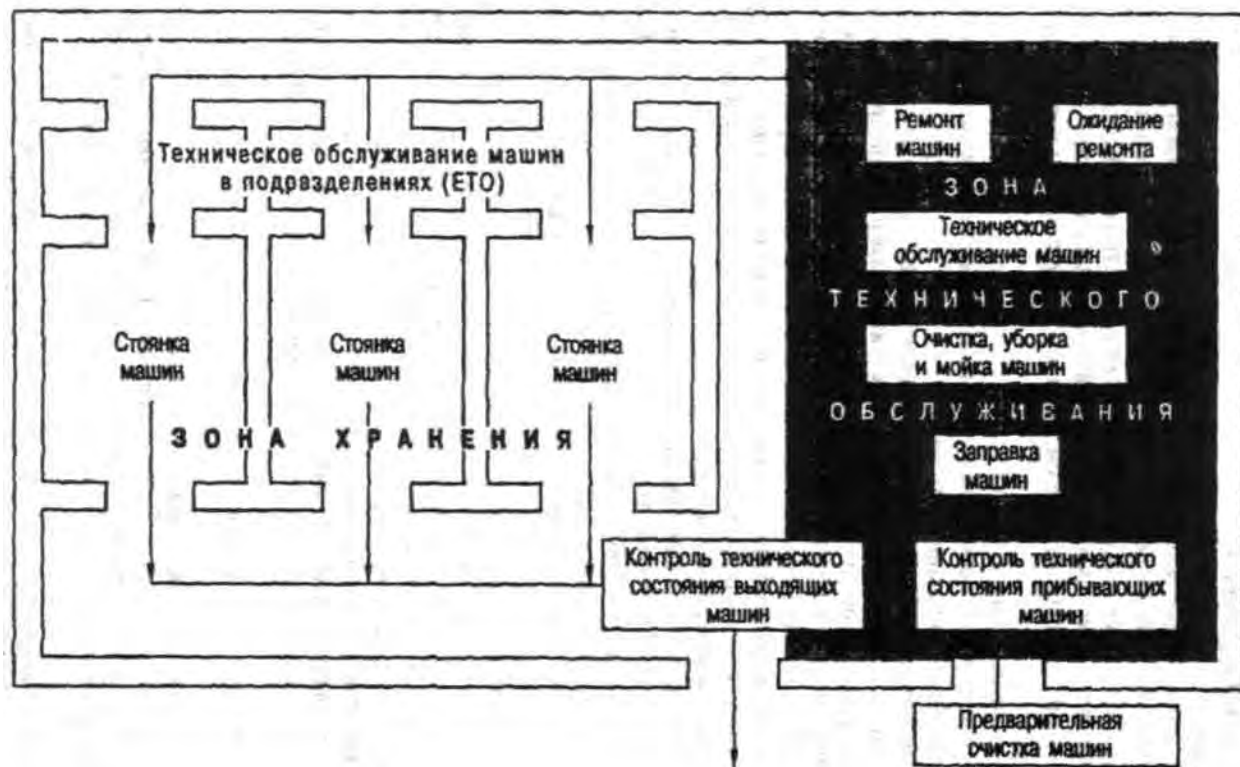 Техническое обслуживание машин
в подразделениях (ЕТО)
Стоянка
машин
Стоянка
машин
Стоянка
машин
ЗОНА ХРАНЕНИЯ
Ремонт
машин
Ожидание
ремонта
ЗОНА
Техническое
обслуживание машин
ТЕХНИЧЕСКОГО
Очистка, уборка
и мойка машин
ОБСЛУЖИВАНИЯ
Заправка
машин
Контроль технического
состояния выходящих
машин
Контроль технического
состояния прибывающих
машин
Предварительная
очистка машин